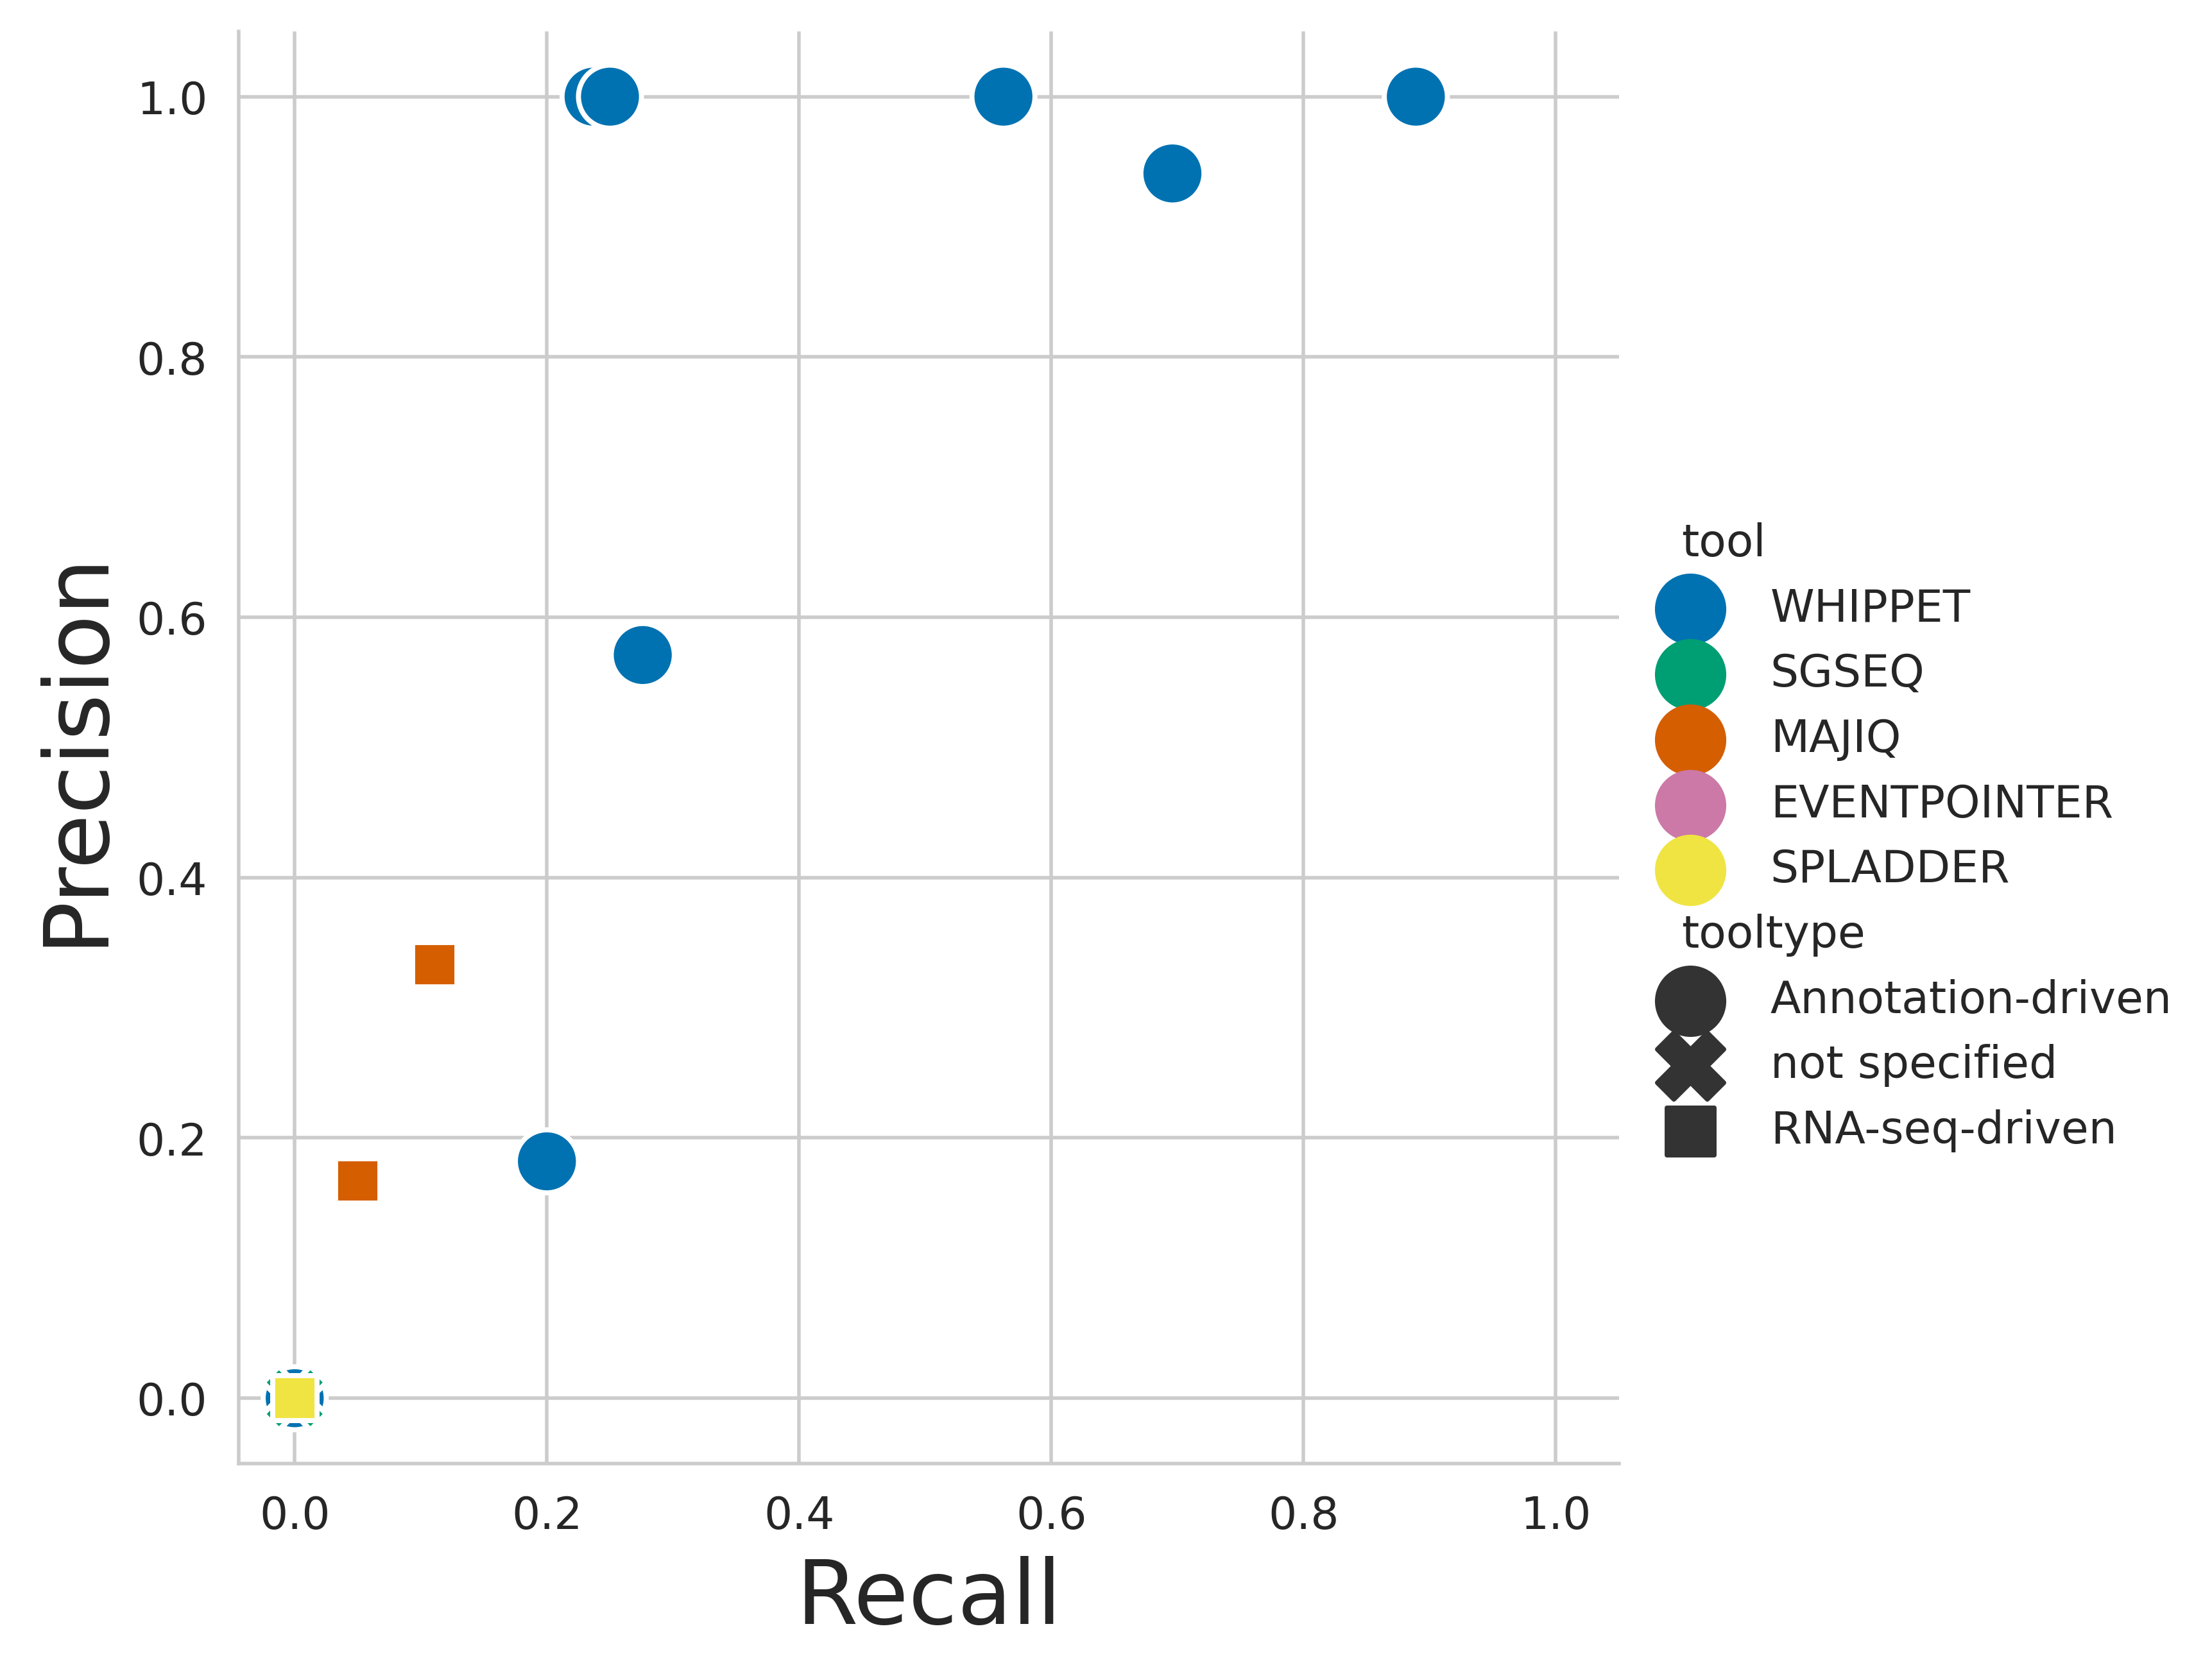 Precision
1.0
0.8
0.6
0.4
0.2
0.0
0.0 0.2 0.4 0.6 0.8 1.0
Recall
tool
WHIPPET
SGSEQ
MAJIQ
EVENTPOINTER
SPLADDER
tooltype
Annotation-driven
not specified
RNA-seq-driven